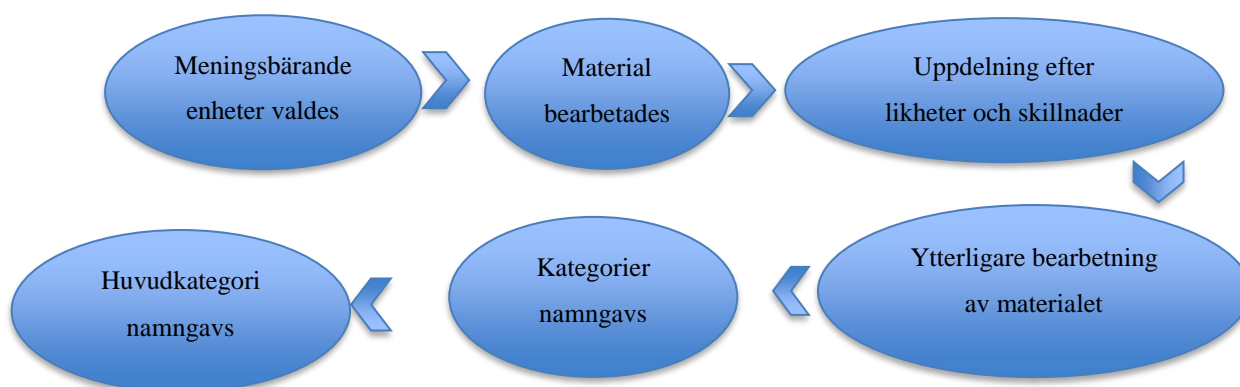 Meningsbärande
enheter valdes
Material
bearbetades
Uppdelning efter
likheter och skillnader
Ytterligare bearbetning
av materialet
Kategorier
namngavs
Huvudkategori
namngavs